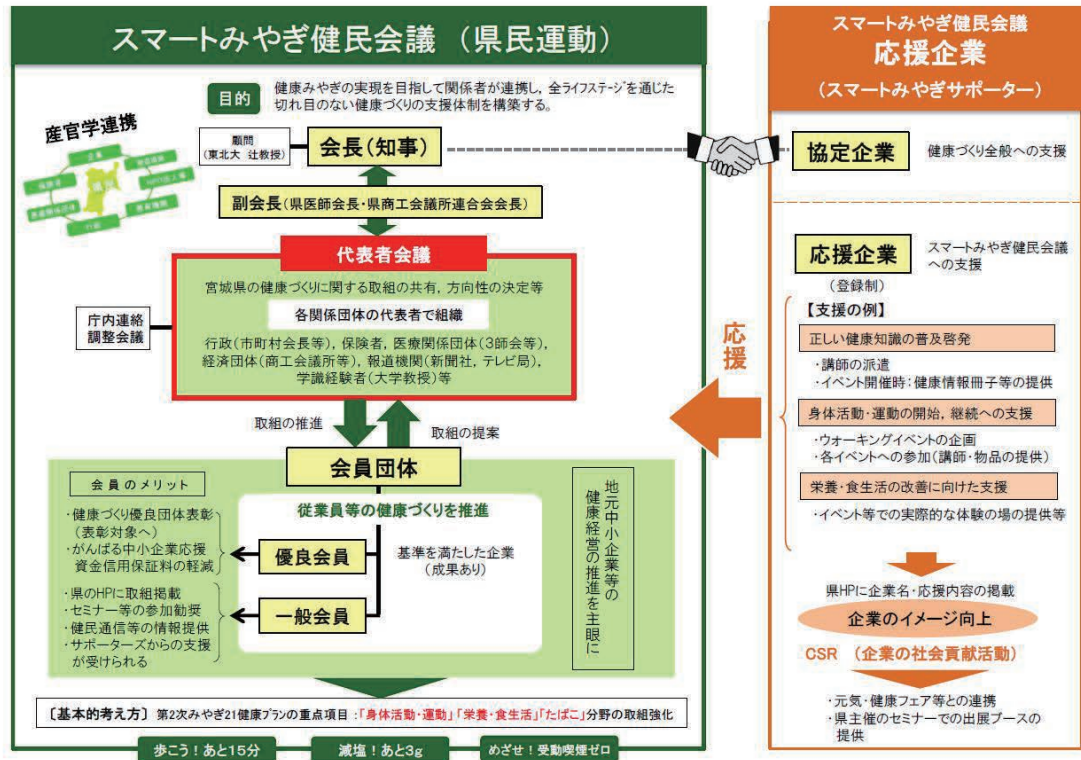 スマートみやぎ健民会議 （県民運動）
目的
健康みやぎの実現を目指して関係者が連携し、全ライフステージを通じた
切れ目のない健康づくりの支援体制を構築する。
産官学連携
企業
保険者
行政
顧問
（東北大 辻教授）
会長（知事）
副会長（県医師会長・県商工会議所連合会会長）
代表者会議
宮城県の健康づくりに関する取組の共有，方向性の決定等
各関係団体の代表者で組織
行政（市町村会長等），保険者，医療関係団体（3師会等），
経済団体（商工会議所等），報道機関（新聞社，テレビ局），
学識経験者（大学教授）等
庁内連絡
調整会議
取組の推進
取組の提案
会員団体
会員のメリット
・健康づくり優良団体表彰
（表彰対象へ）
・がんばる中小企業応援
資金信用保証料の軽減
・県のHPに取組掲載
・セミナー等の参加勧奨
・健民通信等の情報提供
・サポーターズからの支援
が受けられる
従業員等の健康づくりを推進
優良会員
基準を満たした企業
（成果あり）
一般会員
地元中小企業等の
健康経営の推進を主眼に
〔基本的考え方〕 第2次みやぎ21健康プランの重点項目：「身体活動・運動」「栄養・食生活」「たばこ」分野の取組強化
歩こう！あと15分
減塩！あと3g
めざせ！受動喫煙ゼロ
応援
スマートみやぎ健民会議
応援企業
（スマートみやぎサポーター）
協定企業
健康づくり全般への支援
応援企業
（登録制）
スマートみやぎ健民会議
への支援
【支援の例】
正しい健康知識の普及啓発
・講師の派遣
・イベント開催時：健康情報冊子等の提供
身体活動・運動の開始，継続への支援
・ウォーキングイベントの企画
・各イベントへの参加（講師・物品の提供）
栄養・食生活の改善に向けた支援
・イベント等での実際的な体験の場の提供等
県HPに企業名・応援内容の掲載
企業のイメージ向上
CSR （企業の社会貢献活動）
・元気・健康フェア等との連携
・県主催のセミナーでの出展ブースの
提供